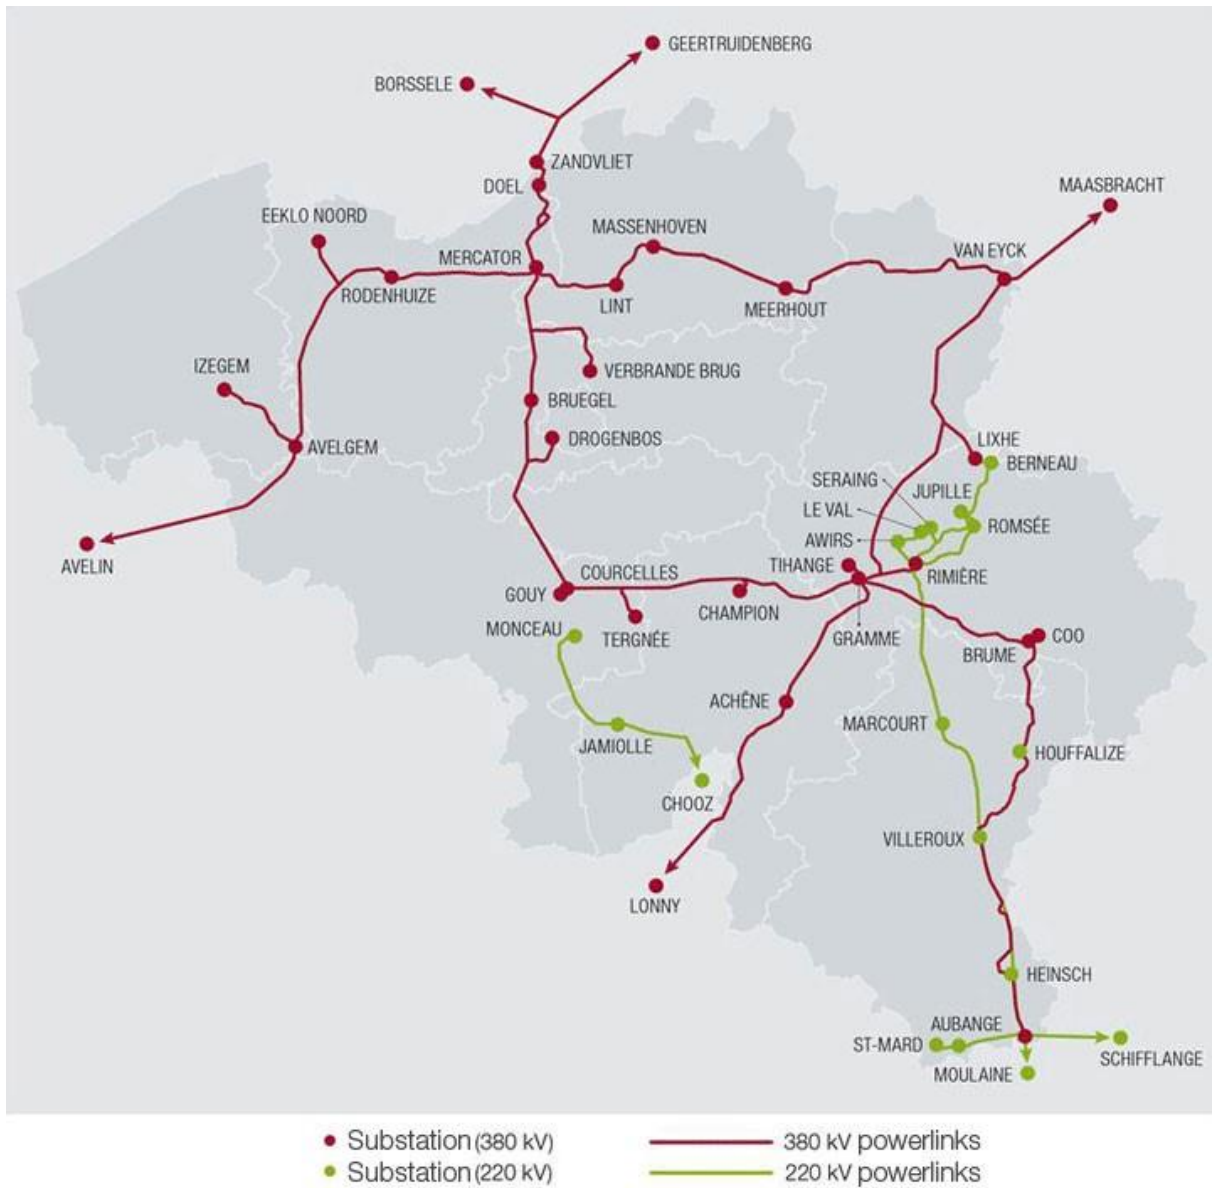 GEERTRUIDENBERG
BORSSELE
ZANDVLIET
DOEL
MAASBRACHT
EEKLO NOORD
MASSENHOVEN
MERCATOR
VAN EYCK
RODENHUIZE
LINT
MEERHOUT
IZEGEM
VERBRANDE BRUG
BRUEGEL
DROGENBOS
AVELGEM
LIXHE
BERNEAU
SERAING
JUPILLE
LE VAL
ROMSÉE
AWIRS
AVELIN
TIHANGE
COURCELLES
RIMIÈRE
GOUY
CHAMPION
MONCEAU
TERGNÉE
GRAMME
COO
BRUME
ACHÊNE
MARCOURT
JAMIOLLE
HOUFFALIZE
CHOOZ
VILLEROUX
LONNY
HEINSCH
AUBANGE
ST-MARD
SCHIFFLANGE
MOULAINE
Substation (380 kV) 380 kV powerlinks
Substation (220 kV) 220 kV powerlinks